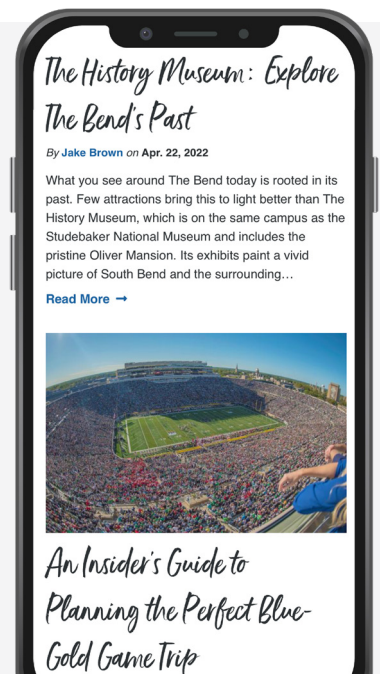 The History Museum: Explore
The Bend's Past
By Jake Brown on Apr. 22, 2022
What you see around The Bend today is rooted in its
past. Few attractions bring this to light better than The
History Museum, which is on the same campus as the
Studebaker National Museum and includes the
pristine Oliver Mansion. Its exhibits paint a vivid
picture of South Bend and the surrounding…
Read More →
An Insider's Guide to
Planning the Perfect Blue-
Gold Game Trip